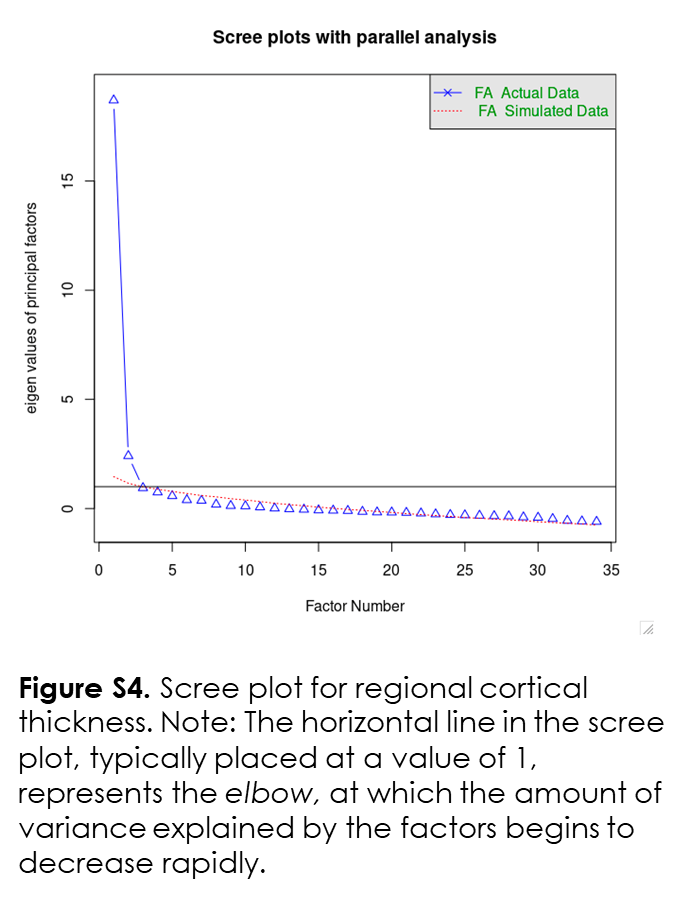 Scree plots with parallel analysis
FA Actual Data
FA Simulated Data
eigen values of principal factors
15
10
5
0
0 5 10 15 20 25 30 35
Factor Number
Figure S4. Scree plot for regional cortical
thickness. Note: The horizontal line in the scree
plot, typically placed at a value of 1,
represents the elbow, at which the amount of
variance explained by the factors begins to
decrease rapidly.